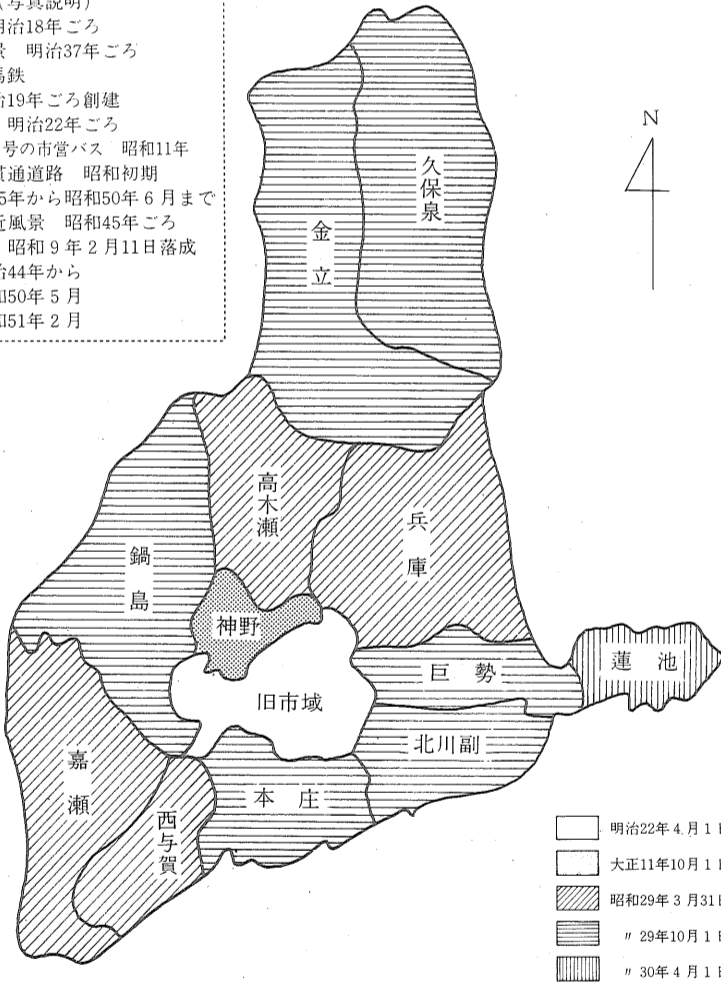 (写真説明)
明治18年ごろ
景 明治37年ごろ
馬鉄
治19年ごろ創建
明治22年ごろ
号の市営バス 昭和11年
貫通道路 昭和初期
5年から昭和50年6月まで
近風景 昭和45年ごろ
昭和9年2月11日落成
治44年から
和50年5月
和51年2月
N
久保泉
金立
高木瀬
兵庫
鍋島
神野
蓮池
巨勢
旧市域
北川副
嘉瀬
本庄
西与賀
明治22年4月1日
大正11年10月1日
昭和29年3月31日
〃29年10月1日
〃30年4月1日